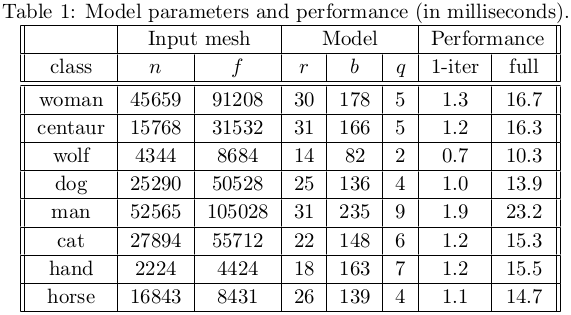 Table 1: Model parameters and performance (in milliseconds).
Input mesh Model Performance
class n f r b q 1-iter full
woman 45659 91208 30 178 5 1.3 16.7
centaur 15768 31532 31 166 5 1.2 16.3
wolf 4344 8684 14 82 2 0.7 10.3
dog 25290 50528 25 136 4 1.0 13.9
man 52565 105028 31 235 9 1.9 23.2
cat 27894 55712 22 148 6 1.2 15.3
hand 2224 4424 18 163 7 1.2 15.5
horse 16843 8431 26 139 4 1.1 14.7